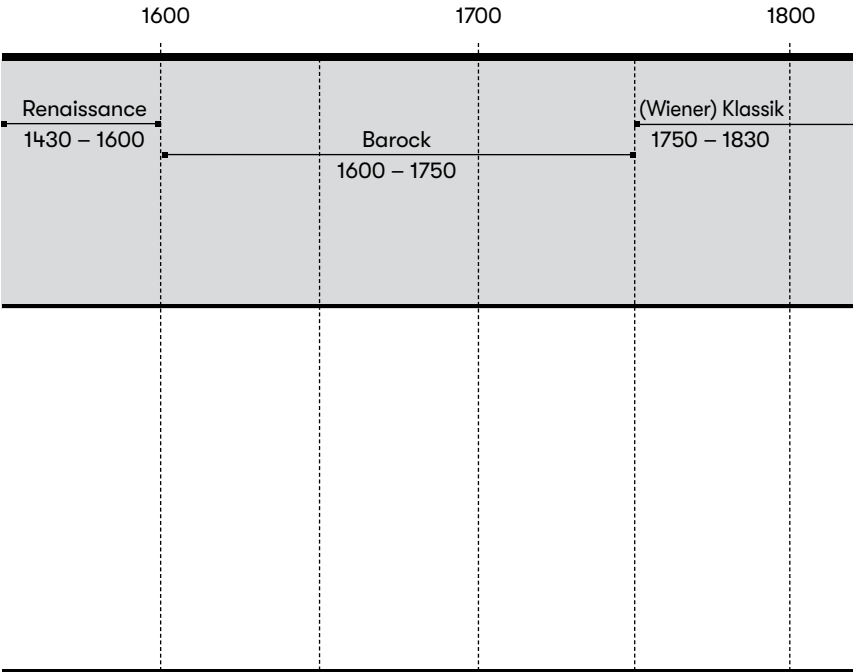 1600 1700 1800
Renaissance
1430 – 1600
Barock
1600 – 1750
(Wiener) Klassik
1750 – 1830